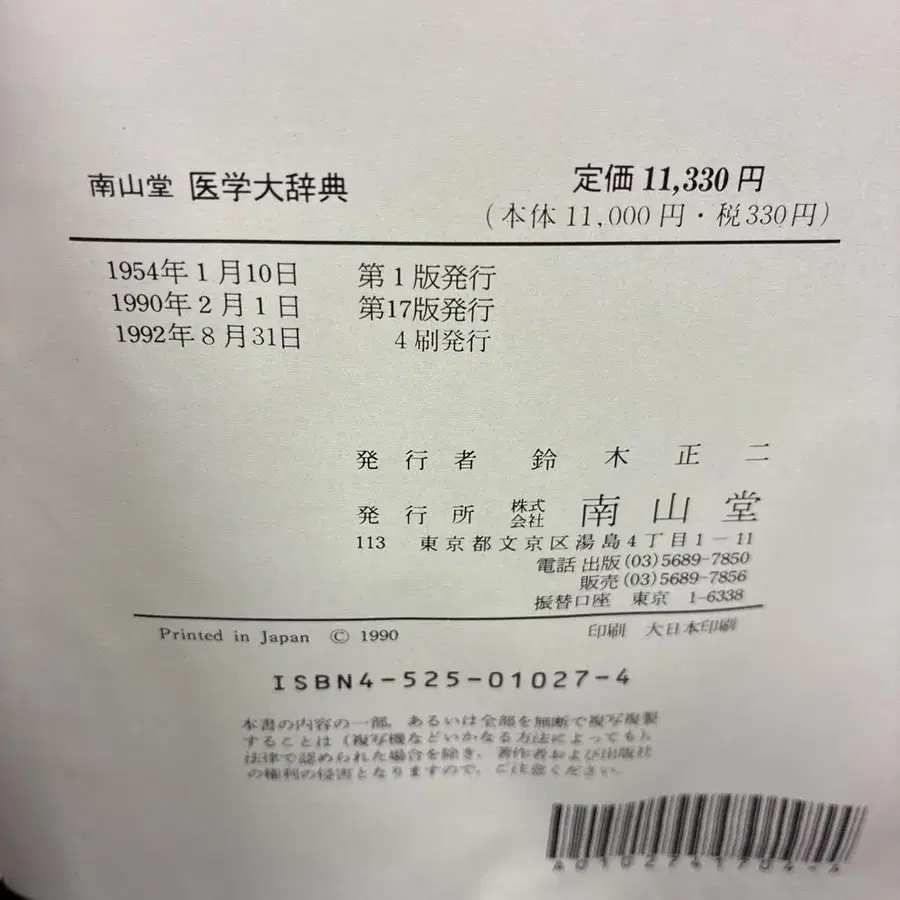 南山堂 医学大辞典
定価 11,330 円
(本体 11,000 円・税330円)
1954年 1 月10日 第 1 版発行
1990年 2 月 1 日 第17版発行
1992年 8 月31日 4 刷発行
発行者 鈴木正二
発行所 株式会社 南山堂
113 東京都文京区湯島4丁目1-11
電話 出版 (03)5689-7850
販売 (03)5689-7856
振替口座 東京 1-6338
Printed in Japan © 1990
印刷 大日本印刷
ISBN4-525-01027-4
本書の内容の一部, あるいは全部を無断で複写複製
することは (複写機などいかなる方法によっても),
法律で認められた場合を除き, 著作者および出版社
の権利の侵害となりますので, ご注意ください.